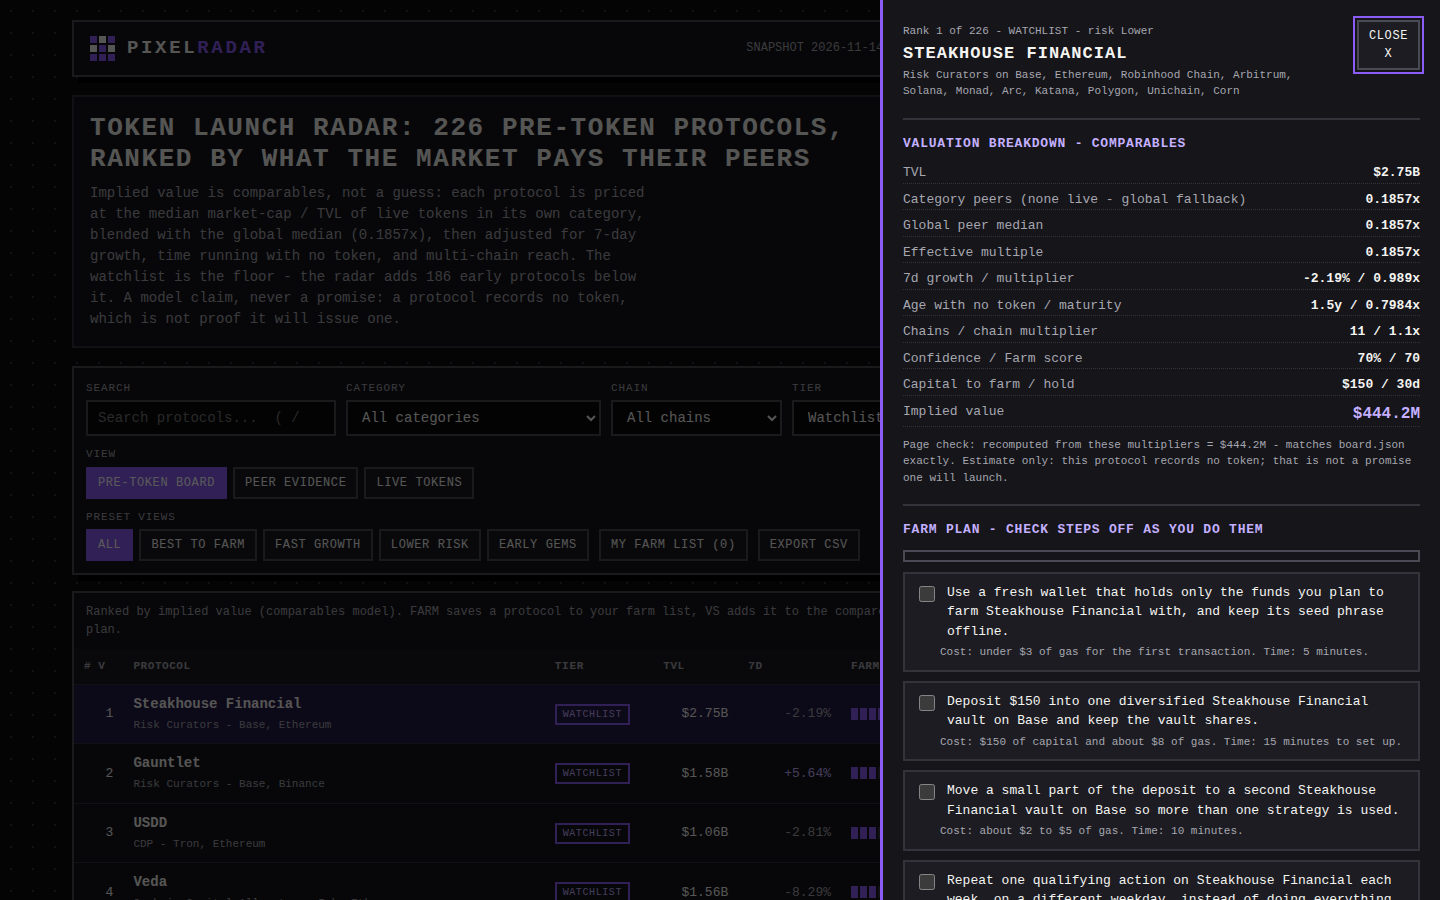 PIXELRADAR
SNAPSHOT 2026-11-14
TOKEN LAUNCH RADAR: 226 PRE-TOKEN PROTOCOLS,
RANKED BY WHAT THE MARKET PAYS THEIR PEERS
Implied value is comparables, not a guess: each protocol is priced
at the median market-cap / TVL of live tokens in its own category,
blended with the global median (0.1857x), then adjusted for 7-day
growth, time running with no token, and multi-chain reach. The
watchlist is the floor - the radar adds 186 early protocols below
it. A model claim, never a promise: a protocol records no token,
which is not proof it will issue one.
SEARCH CATEGORY CHAIN TIER
Search protocols... ( / All categories All chains Watchlist
VIEW
PRE-TOKEN BOARD PEER EVIDENCE LIVE TOKENS
PRESET VIEWS
ALL BEST TO FARM FAST GROWTH LOWER RISK EARLY GEMS MY FARM LIST (0) EXPORT CSV
Ranked by implied value (comparables model). FARM saves a protocol to your farm list, VS adds it to the compare
plan.
# V PROTOCOL TIER TVL 7D FARM
1 Steakhouse Financial WATCHLIST $2.75B -2.19%
Risk Curators - Base, Ethereum
2 Gauntlet WATCHLIST $1.58B +5.64%
Risk Curators - Base, Binance
3 USDD WATCHLIST $1.06B -2.81%
CDP - Tron, Ethereum
4 Veda WATCHLIST $1.56B -8.29%
Rank 1 of 226 - WATCHLIST - risk Lower
STEAKHOUSE FINANCIAL
Risk Curators on Base, Ethereum, Robinhood Chain, Arbitrum,
Solana, Monad, Arc, Katana, Polygon, Unichain, Corn
CLOSE
X
VALUATION BREAKDOWN - COMPARABLES
TVL $2.75B
Category peers (none live - global fallback) 0.1857x
Global peer median 0.1857x
Effective multiple 0.1857x
7d growth / multiplier -2.19% / 0.989x
Age with no token / maturity 1.5y / 0.7984x
Chains / chain multiplier 11 / 1.1x
Confidence / Farm score 70% / 70
Capital to farm / hold $150 / 30d
Implied value $444.2M
Page check: recomputed from these multipliers = $444.2M - matches board.json
exactly. Estimate only: this protocol records no token; that is not a promise
one will launch.
FARM PLAN - CHECK STEPS OFF AS YOU DO THEM
Use a fresh wallet that holds only the funds you plan to
farm Steakhouse Financial with, and keep its seed phrase
offline.
Cost: under $3 of gas for the first transaction. Time: 5 minutes.
Deposit $150 into one diversified Steakhouse Financial
vault on Base and keep the vault shares.
Cost: $150 of capital and about $8 of gas. Time: 15 minutes to set up.
Move a small part of the deposit to a second Steakhouse
Financial vault on Base so more than one strategy is used.
Cost: about $2 to $5 of gas. Time: 10 minutes.
Repeat one qualifying action on Steakhouse Financial each
week, on a different weekday, instead of doing everything